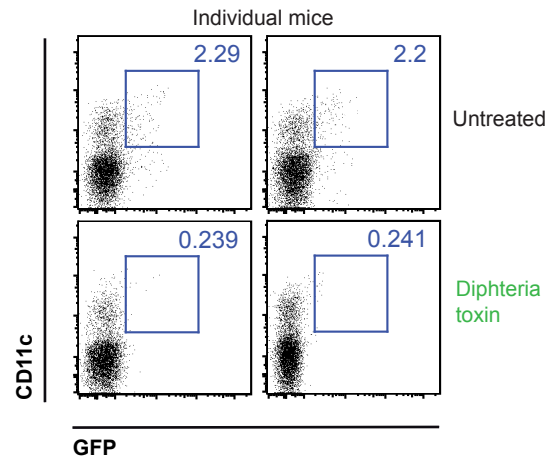 Individual mice
2.29
2.2
Untreated
0.239
0.241
Diphteria
toxin
CD11c
GFP